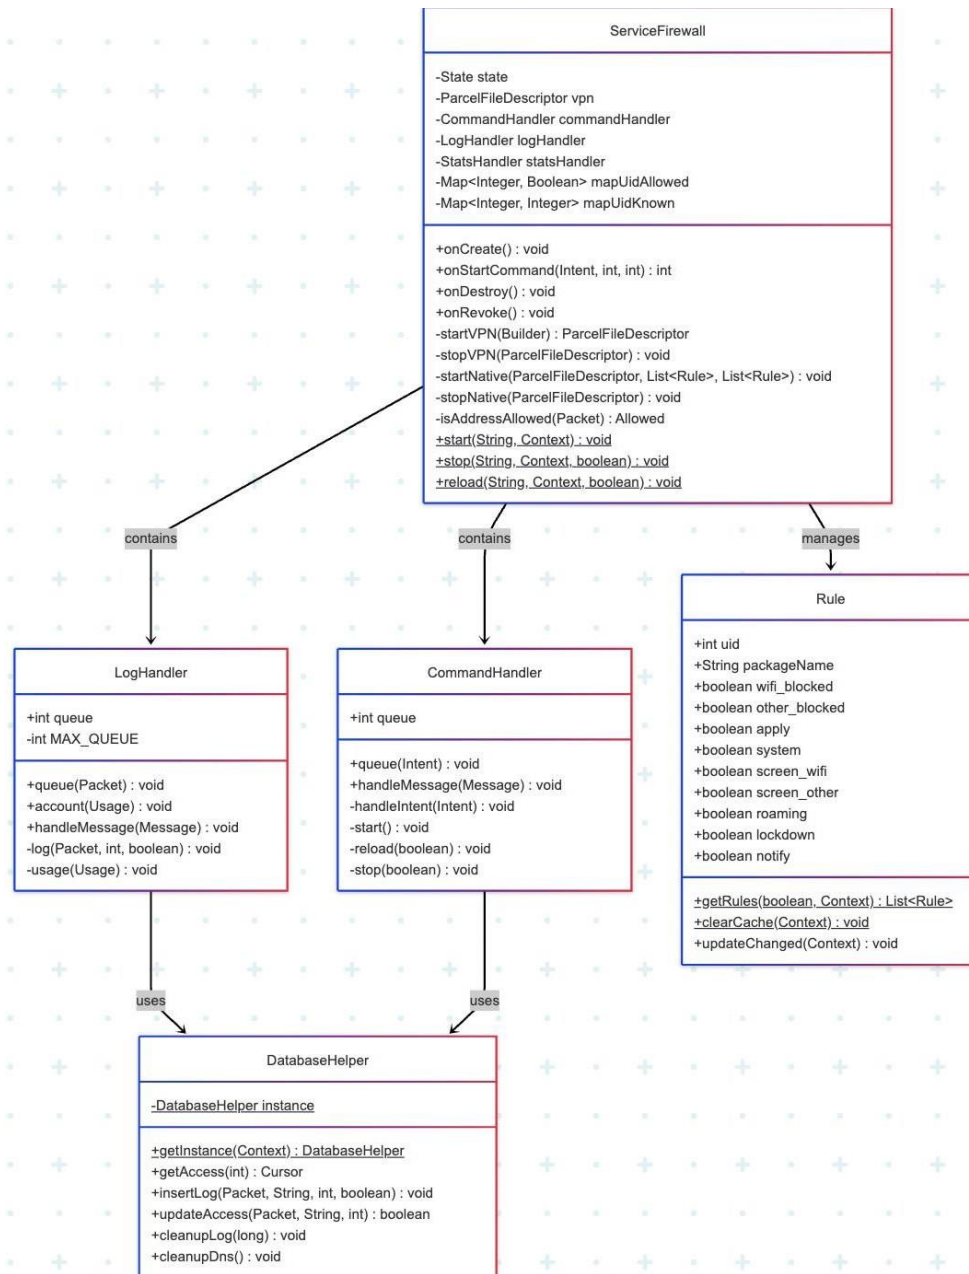 ServiceFirewall
-State state
-ParcelFileDescriptor vpn
-CommandHandler commandHandler
-LogHandler logHandler
-StatsHandler statsHandler
-Map<Integer, Boolean> mapUidAllowed
-Map<Integer, Integer> mapUidKnown
+onCreate() : void
+onStartCommand(Intent, int, int) : int
+onDestroy() : void
+onRevoke() : void
-startVPN(Builder) : ParcelFileDescriptor
-stopVPN(ParcelFileDescriptor) : void
-startNative(ParcelFileDescriptor, List<Rule>, List<Rule>) : void
-stopNative(ParcelFileDescriptor) : void
-isAddressAllowed(Packet) : Allowed
+start(String, Context) : void
+stop(String, Context, boolean) : void
+reload(String, Context, boolean) : void
contains
contains
manages
LogHandler
+int queue
-int MAX_QUEUE
+queue(Packet) : void
+account(Usage) : void
+handleMessage(Message) : void
-log(Packet, int, boolean) : void
-usage(Usage) : void
CommandHandler
+int queue
+queue(Intent) : void
+handleMessage(Message) : void
-handleIntent(Intent) : void
-start() : void
-reload(boolean) : void
-stop(boolean) : void
Rule
+int uid
+String packageName
+boolean wifi_blocked
+boolean other_blocked
+boolean apply
+boolean system
+boolean screen_wifi
+boolean screen_other
+boolean roaming
+boolean lockdown
+boolean notify
+getRules(boolean, Context) : List<Rule>
+clearCache(Context) : void
+updateChanged(Context) : void
uses
uses
DatabaseHelper
-DatabaseHelper instance
+getInstance(Context) : DatabaseHelper
+getAccess(int) : Cursor
+insertLog(Packet, String, int, boolean) : void
+updateAccess(Packet, String, int) : boolean
+cleanupLog(long) : void
+cleanupDns() : void